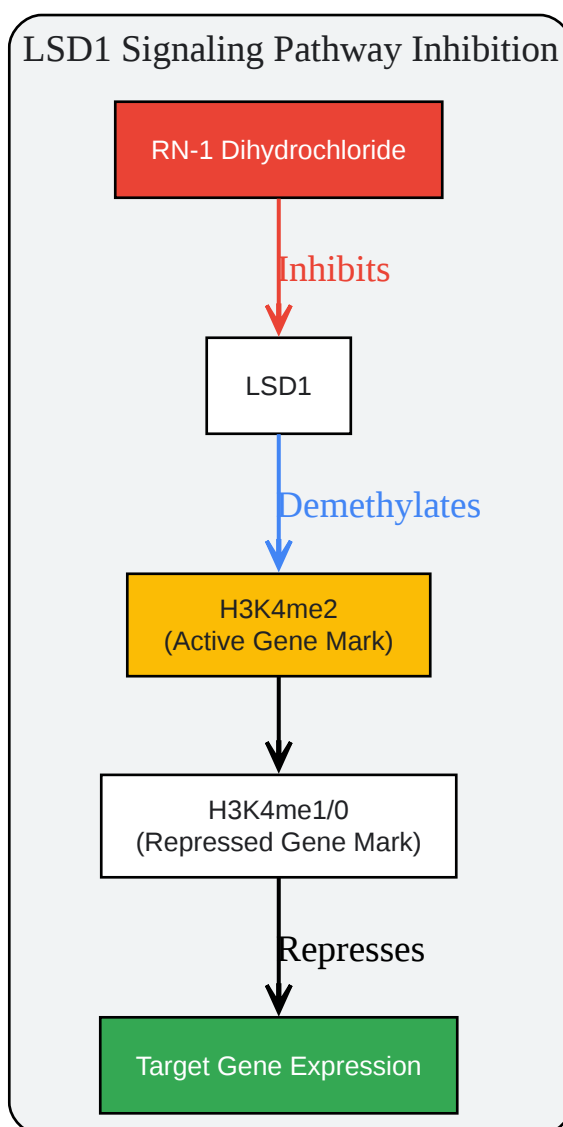 LSD1 Signaling Pathway Inhibition
RN-1 Dihydrochloride
Inhibits
LSD1
Demethylates
H3K4me2
(Active Gene Mark)
H3K4me1/0
(Repressed Gene Mark)
Represses
Target Gene Expression